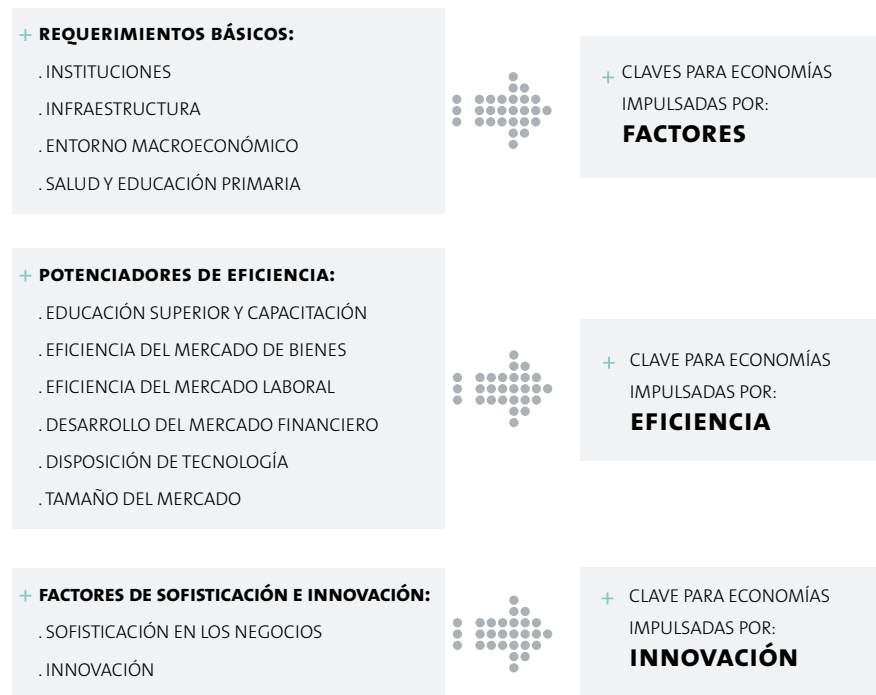 + REQUERIMIENTOS BÁSICOS:
. INSTITUCIONES
. INFRAESTRUCTURA
. ENTORNO MACROECONÓMICO
. SALUD Y EDUCACIÓN PRIMARIA
+ CLAVES PARA ECONOMÍAS
IMPULSADAS POR:
FACTORES
+ POTENCIADORES DE EFICIENCIA:
. EDUCACIÓN SUPERIOR Y CAPACITACIÓN
. EFICIENCIA DEL MERCADO DE BIENES
. EFICIENCIA DEL MERCADO LABORAL
. DESARROLLO DEL MERCADO FINANCIERO
. DISPOSICIÓN DE TECNOLOGÍA
. TAMAÑO DEL MERCADO
+ CLAVE PARA ECONOMÍAS
IMPULSADAS POR:
EFICIENCIA
+ FACTORES DE SOFISTICACIÓN E INNOVACIÓN:
. SOFISTICACIÓN EN LOS NEGOCIOS
. INNOVACIÓN
+ CLAVE PARA ECONOMÍAS
IMPULSADAS POR:
INNOVACIÓN